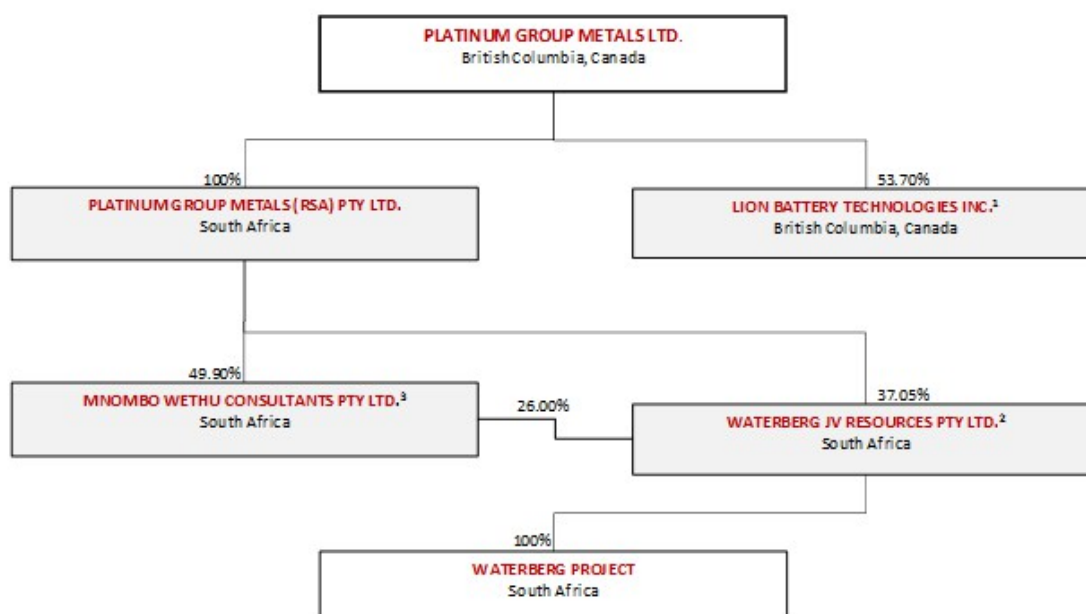 PLATINUM GROUP METALS LTD.
British Columbia, Canada
100%
53.70%
PLATINUM GROUP METALS (RSA) PTY LTD.
South Africa
LION BATTERY TECHNOLOGIES INC.¹
British Columbia, Canada
49.90%
37.05%
MNOMBO WETHU CONSULTANTS PTY LTD.³
South Africa
26.00%
WATERBERG JV RESOURCES PTY LTD.²
South Africa
100%
WATERBERG PROJECT
South Africa